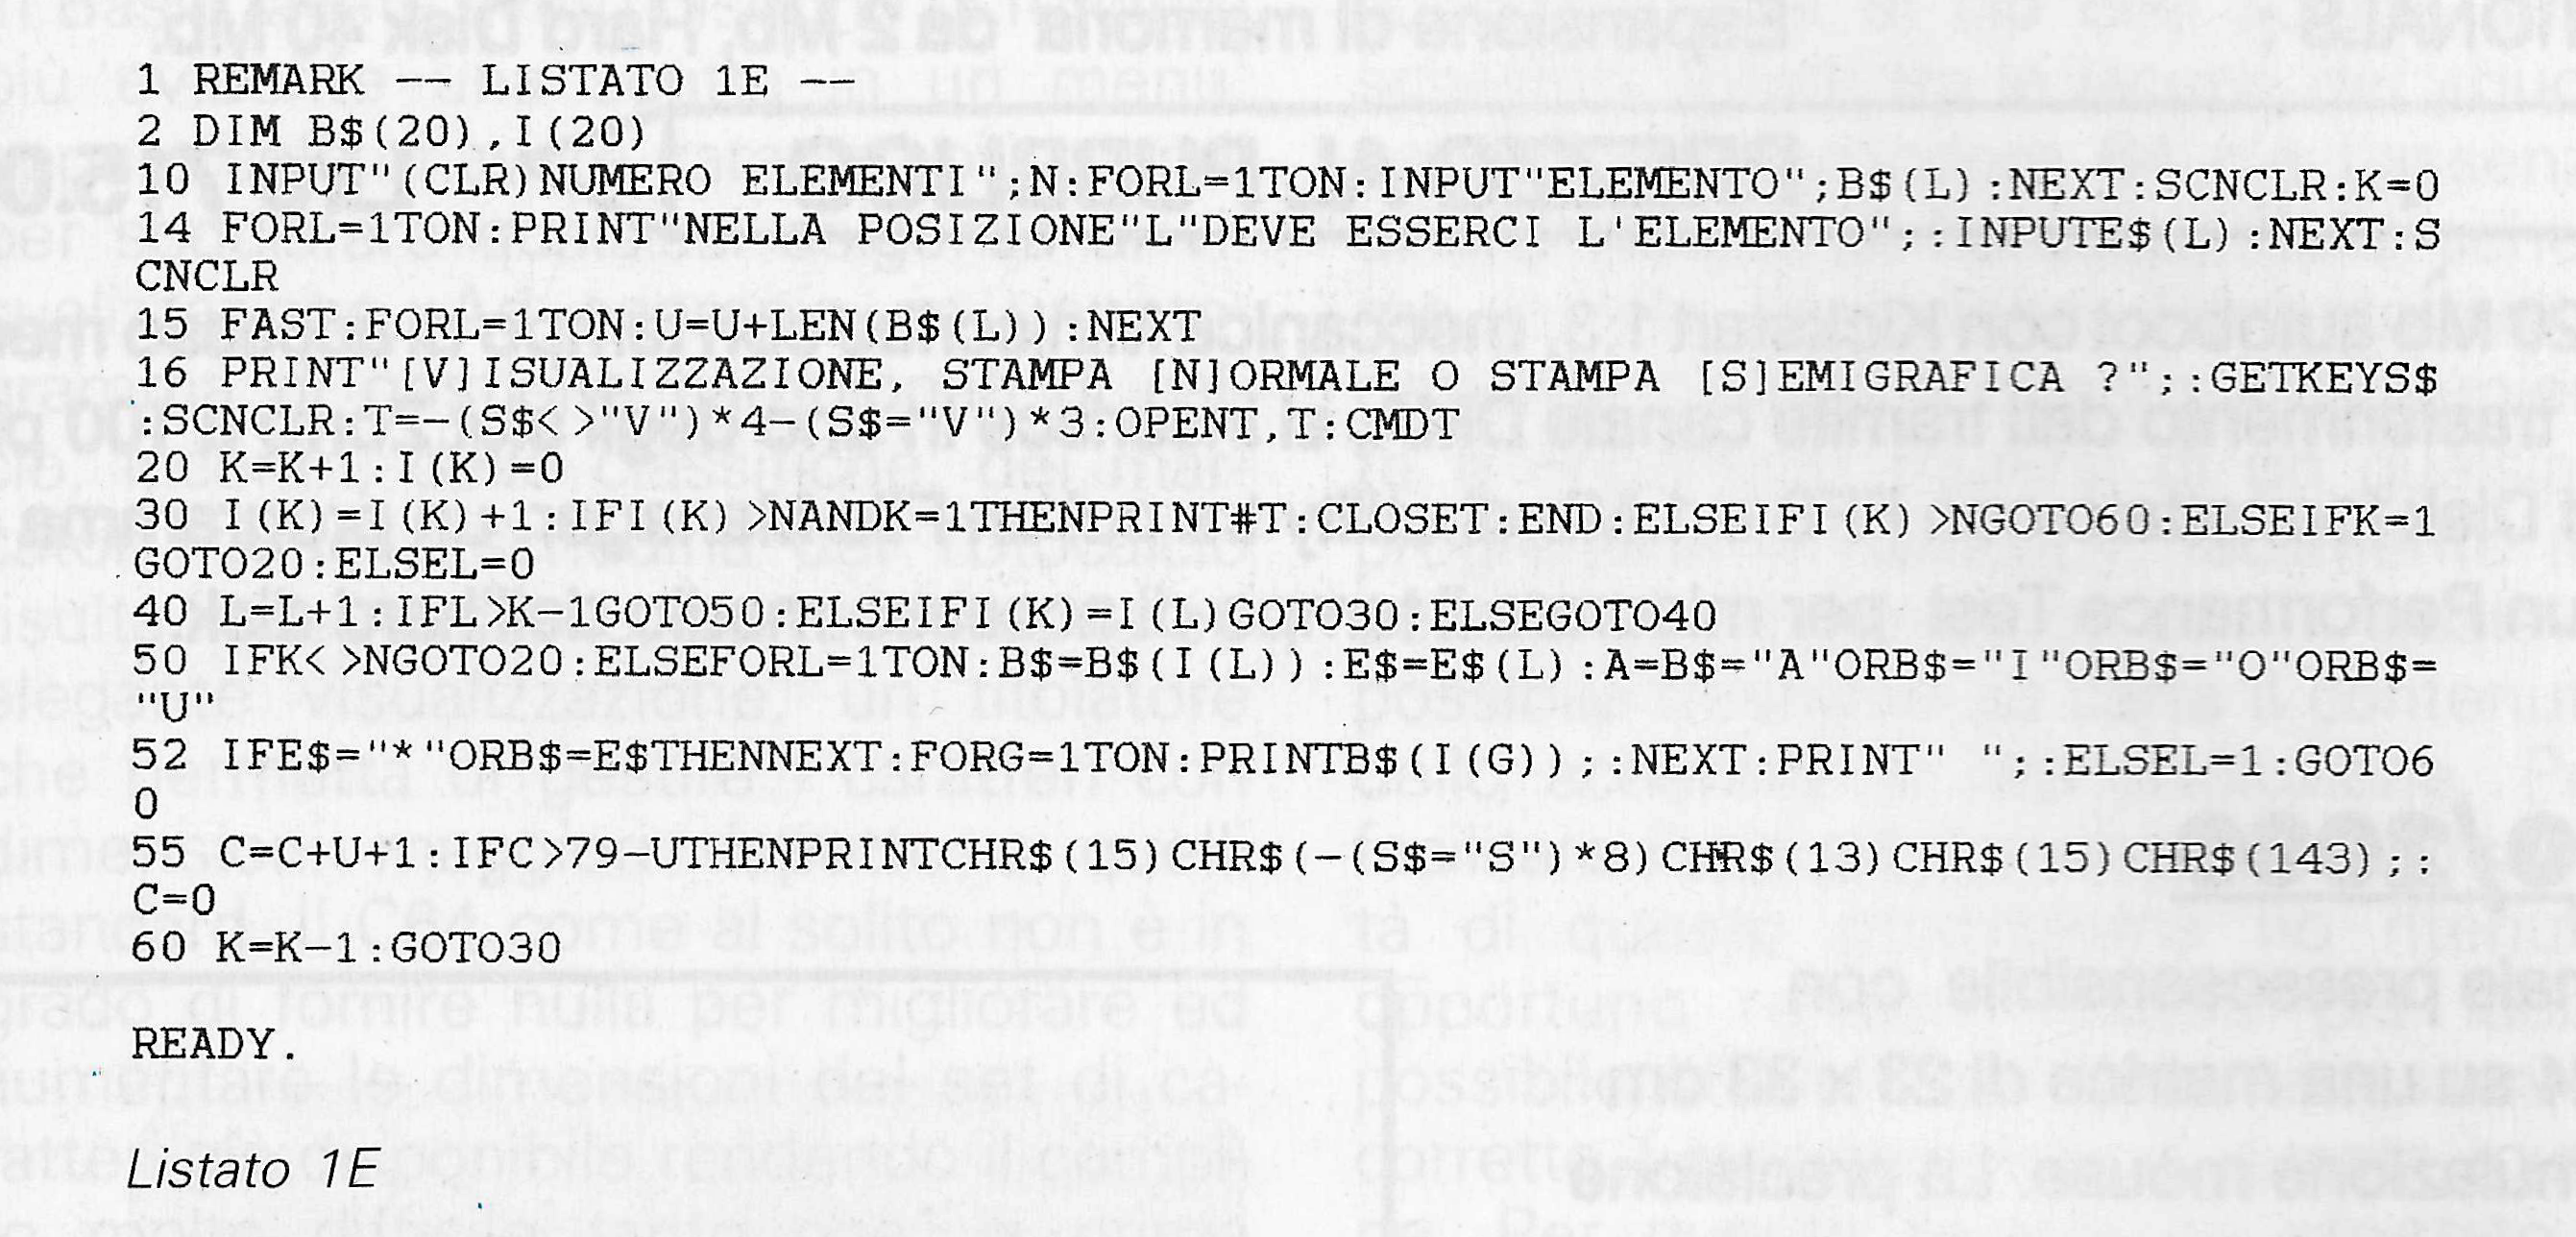 1 REMARK -- LISTATO 1E --
2 DIM B$(20),I(20)
10 INPUT"(CLR)NUMERO ELEMENTI";N:FORL=1TON:INPUT"ELEMENTO";B$(L):NEXT:SCNCLR:K=0
14 FORL=1TON:PRINT"NELLA POSIZIONE"L"DEVE ESSERCI L'ELEMENTO";:INPUTE$(L):NEXT:S
CNCLR
15 FAST:FORL=1TON:U=U+LEN(B$(L)):NEXT
16 PRINT"[V]ISUALIZZAZIONE, STAMPA [N]ORMALE O STAMPA [S]EMIGRAFICA ?";:GETKEYS$
:SCNCLR:T=-(S$<>"V")*4-(S$="V")*3:OPENT,T:CMDT
20 K=K+1:I(K)=0
30 I(K)=I(K)+1:IFI(K)>NANDK=1THENPRINT#T:CLOSET:END:ELSEIFI(K)>NGOTO60:ELSEIFK=1
GOTO20:ELSEL=0
40 L=L+1:IFL>K-1GOTO50:ELSEIFI(K)=I(L)GOTO30:ELSEGOTO40
50 IFK<>NGOTO20:ELSEFORL=1TON:B$=B$(I(L)):E$=E$(L):A=B$="A"ORB$="I"ORB$="O"ORB$=
"U"
52 IFE$="*"ORB$=E$THENNEXT:FORG=1TON:PRINTB$(I(G));:NEXT:PRINT" ";:ELSEL=1:GOTO6
0
55 C=C+U+1:IFC>79-UTHENPRINTCHR$(15)CHR$(-(S$="S")*8)CHR$(13)CHR$(15)CHR$(143);:
C=0
60 K=K-1:GOTO30
READY.
Listato 1E